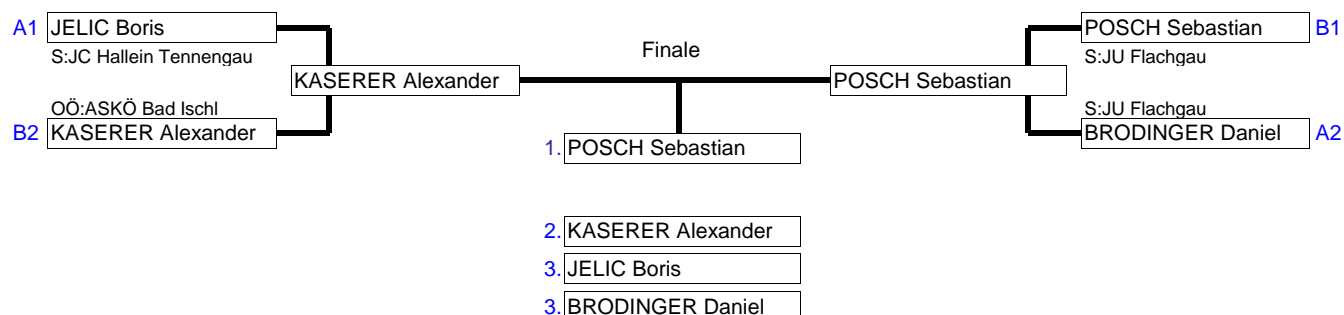 A1 JELIC Boris
S:JC Hallein Tennengau
KASERER Alexander
OÖ:ASKÖ Bad Ischl
B2 KASERER Alexander
Finale
POSCH Sebastian B1
S:JU Flachgau
POSCH Sebastian
S:JU Flachgau
BRODINGER Daniel A2
1. POSCH Sebastian
2. KASERER Alexander
3. JELIC Boris
3. BRODINGER Daniel